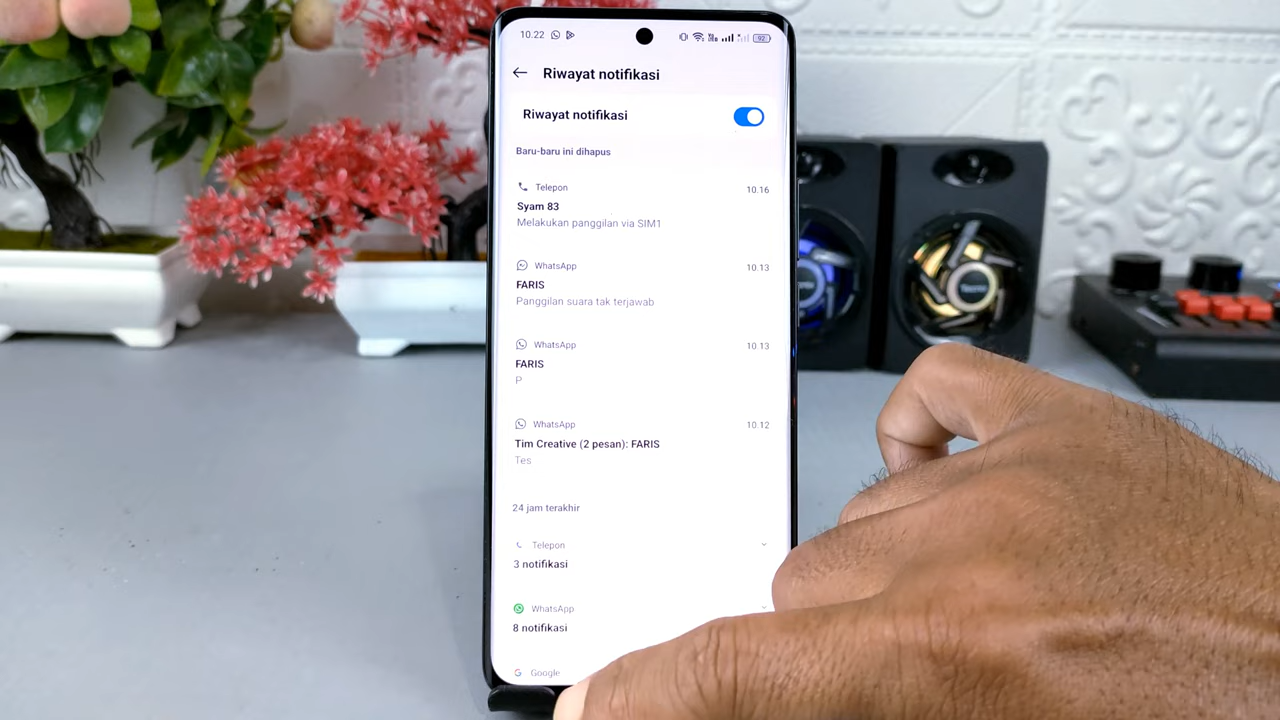 10.22
92
Riwayat notifikasi
Riwayat notifikasi
Baru-baru ini dihapus
Telepon 10.16
Syam 83
Melakukan panggilan via SIM1
WhatsApp 10.13
FARIS
Panggilan suara tak terjawab
WhatsApp 10.13
FARIS
P
WhatsApp 10.12
Tim Creative (2 pesan): FARIS
Tes
24 jam terakhir
Telepon
3 notifikasi
WhatsApp
8 notifikasi
Google